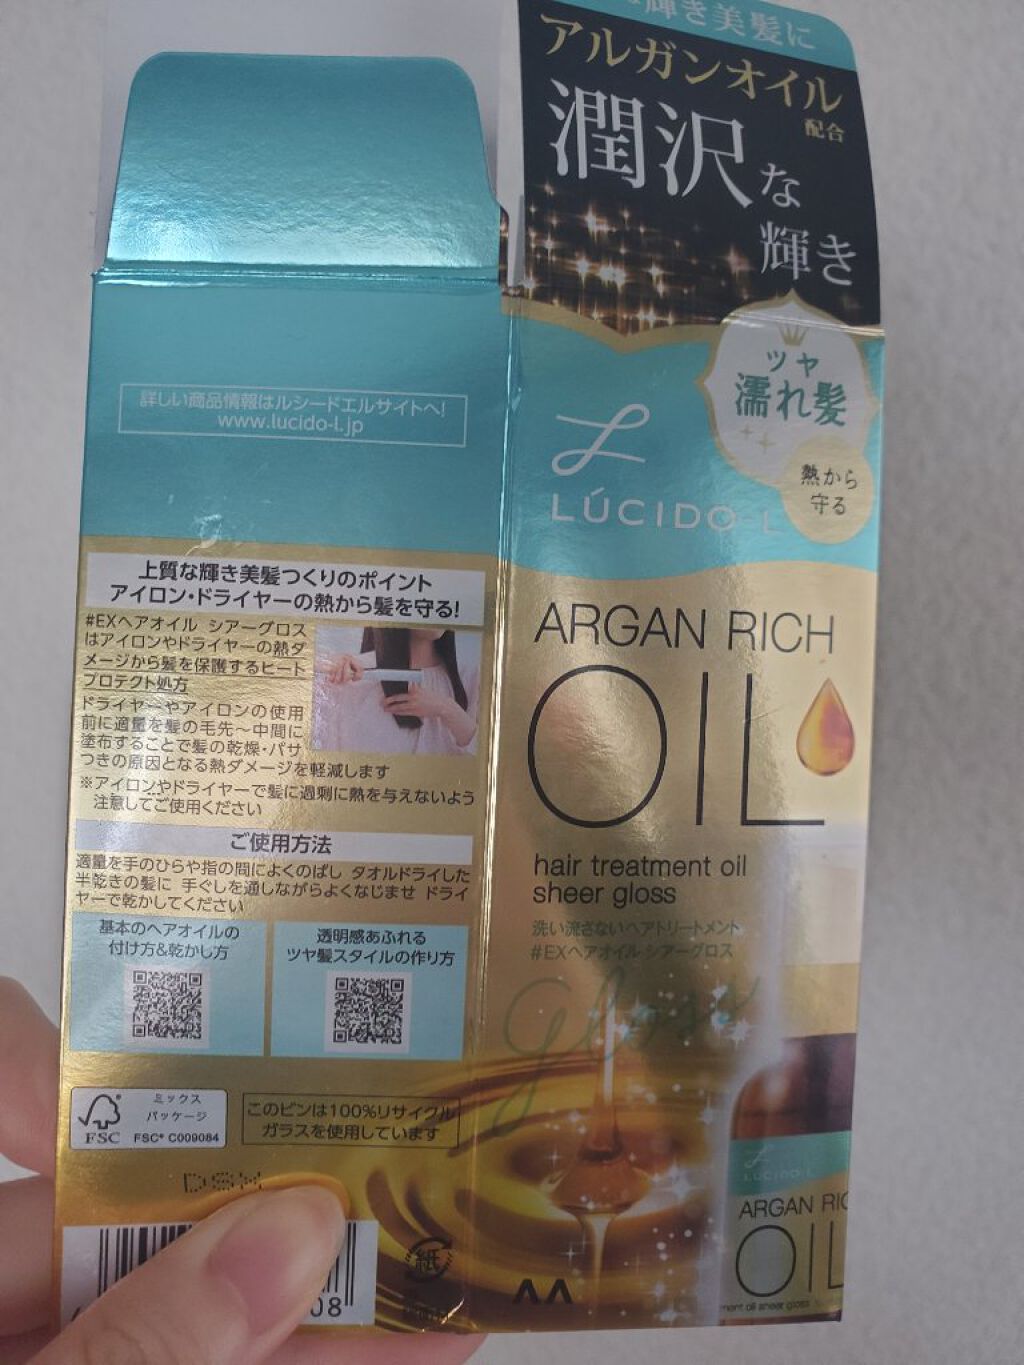 輝き美髪に
アルガンオイル
配合
潤沢な
輝き
ツヤ
濡れ髪
熱から
守る
LÚCIDO-L
ARGAN RICH
OIL
hair treatment oil
sheer gloss
洗い流さないヘアトリートメント
#EXヘアオイル シアーグロス
gloss
LÚCIDO-L
ARGAN RIC
OIL
ment oil sheer gloss
詳しい商品情報はルシードエルサイトへ!
www.lucido-l.jp
上質な輝き美髪つくりのポイント
アイロン・ドライヤーの熱から髪を守る!
#EXヘアオイル シアーグロス
はアイロンやドライヤーの熱ダ
メージから髪を保護するヒート
プロテクト処方
ドライヤーやアイロンの使用
前に適量を髪の毛先～中間に
塗布することで髪の乾燥・パサ
つきの原因となる熱ダメージを軽減します
※アイロンやドライヤーで髪に過剰に熱を与えないよう
注意してご使用ください
ご使用方法
適量を手のひらや指の間によくのばし タオルドライした
半乾きの髪に 手ぐしを通しながらよくなじませ ドライ
ヤーで乾かしてください
基本のヘアオイルの
付け方&乾かし方
透明感あふれる
ツヤ髪スタイルの作り方
FSC
ミックス
パッケージ
FSC® C009084
このビンは100%リサイクル
ガラスを使用しています
DSH
08
紙